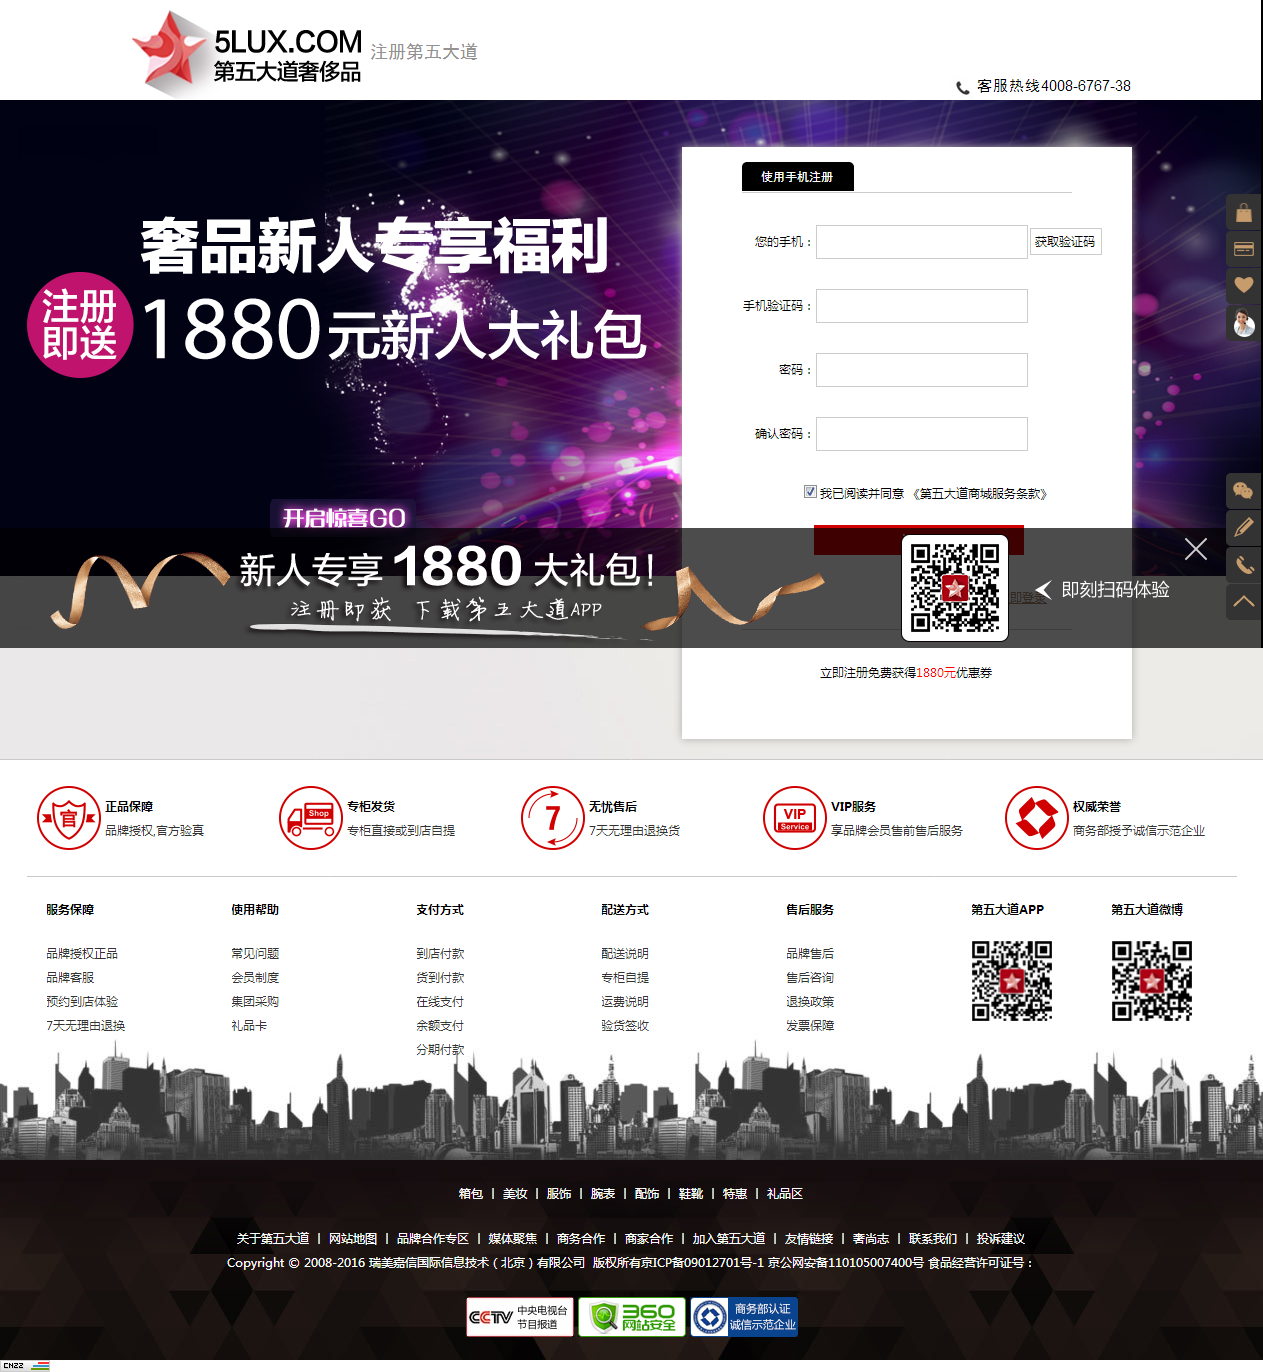 5LUX.COM
第五大道奢侈品
注册第五大道
客服热线4008-6767-38
使用手机注册
奢品新人专享福利
注册即送
1880元新人大礼包
开启惊喜GO
您的手机：
获取验证码
手机验证码：
密码：
确认密码：
我已阅读并同意 《第五大道商城服务条款》
新人专享 1880 大礼包！
注册即获 下载第五大道APP
即登录
即刻扫码体验
立即注册免费获得1880元优惠券
官
正品保障
品牌授权,官方验真
Shop
专柜发货
专柜直接或到店自提
7
无忧售后
7天无理由退换货
VIP
Service
VIP服务
享品牌会员售前售后服务
权威荣誉
商务部授予诚信示范企业
服务保障
品牌授权正品
品牌客服
预约到店体验
7天无理由退换
使用帮助
常见问题
会员制度
集团采购
礼品卡
支付方式
到店付款
货到付款
在线支付
余额支付
分期付款
配送方式
配送说明
专柜自提
运费说明
验货签收
售后服务
品牌售后
售后咨询
退换政策
发票保障
第五大道APP
第五大道微博
箱包 | 美妆 | 服饰 | 腕表 | 配饰 | 鞋靴 | 特惠 | 礼品区
关于第五大道 | 网站地图 | 品牌合作专区 | 媒体聚焦 | 商务合作 | 商家合作 | 加入第五大道 | 友情链接 | 奢尚志 | 联系我们 | 投诉建议
Copyright © 2008-2016 瑞美嘉信国际信息技术（北京）有限公司 版权所有京ICP备09012701号-1 京公网安备110105007400号 食品经营许可证号：
CCTV 中央电视台
节目报道
360
网站安全
商务部认证
诚信示范企业
CNZZ